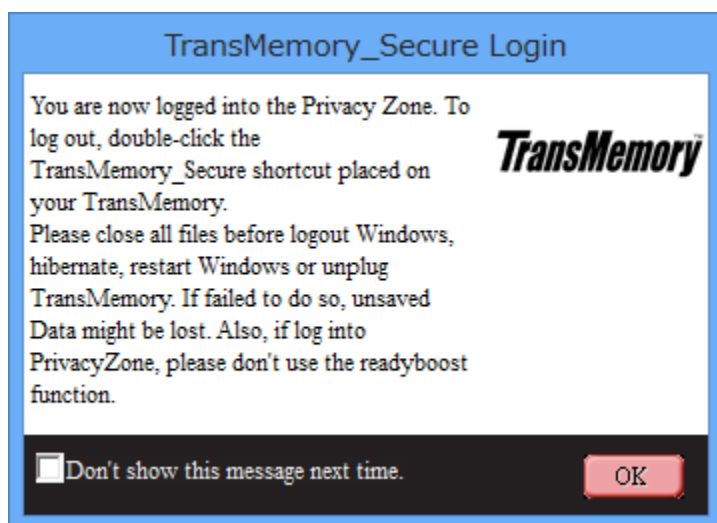 TransMemory_Secure Login
You are now logged into the Privacy Zone. To
log out, double-click the
TransMemory_Secure shortcut placed on
your TransMemory.
Please close all files before logout Windows,
hibernate, restart Windows or unplug
TransMemory. If failed to do so, unsaved
Data might be lost. Also, if log into
PrivacyZone, please don't use the readyboost
function.
TransMemory™
Don't show this message next time.
OK